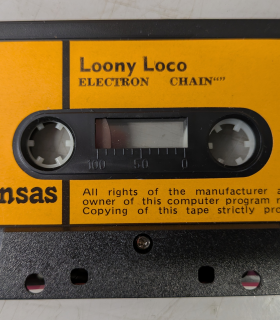 Loony Loco
ELECTRON CHAIN""
100 50 0
nsas
All rights of the manufacturer a
owner of this computer program r
Copying of this tape strictly pro